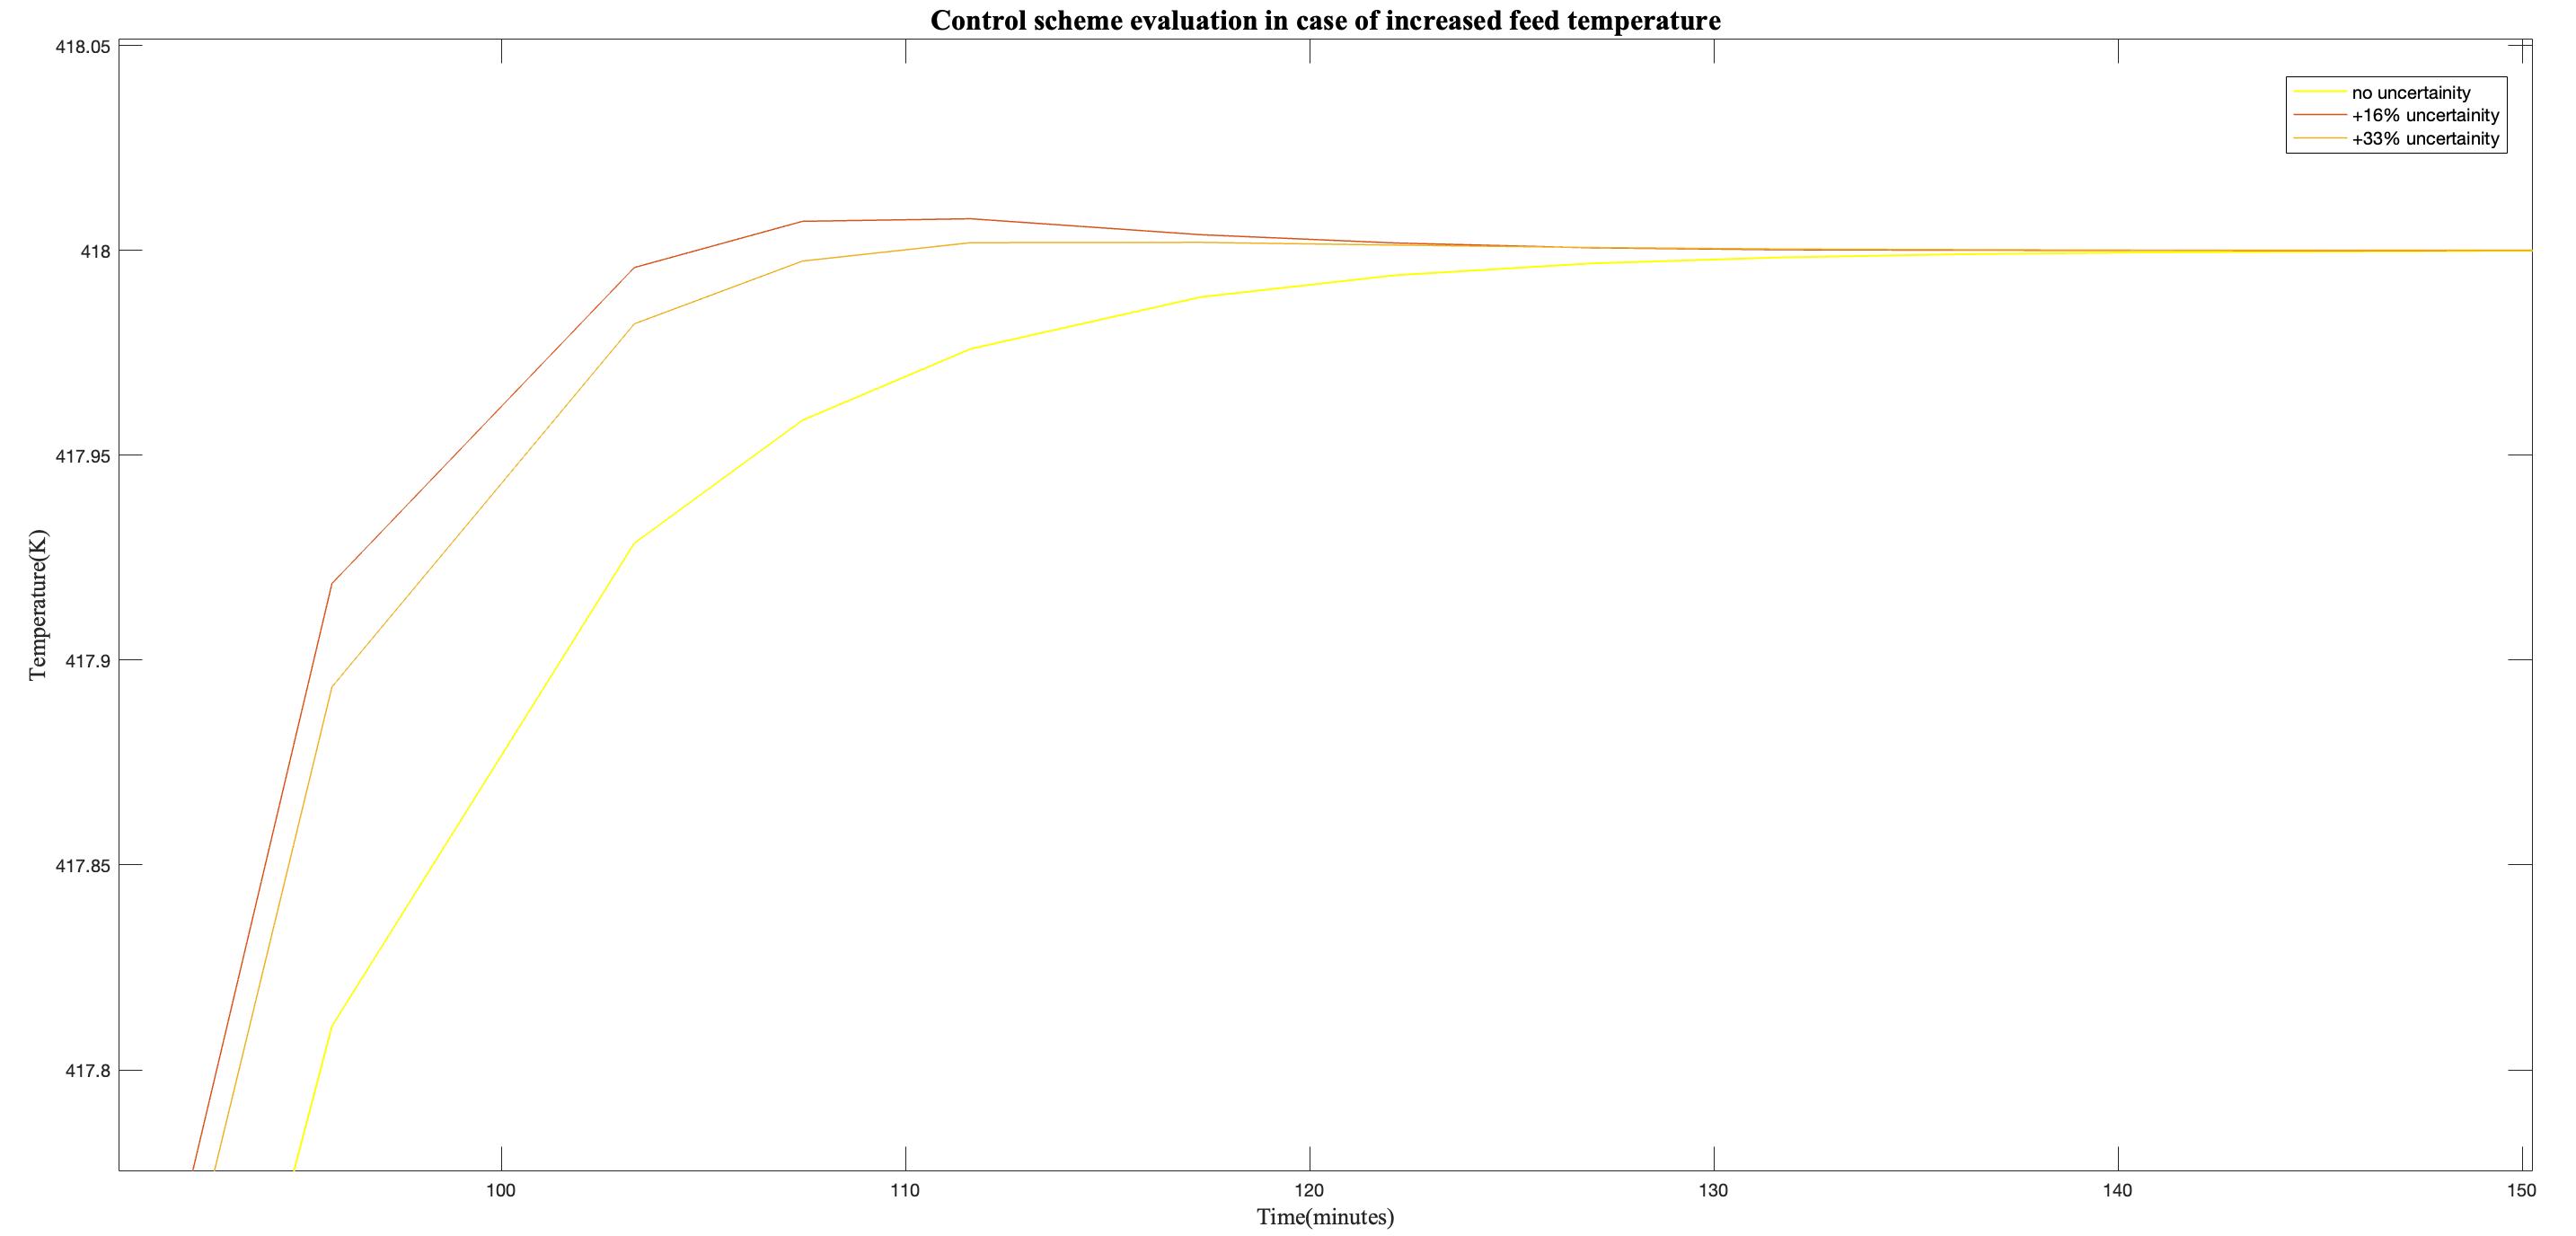 Control scheme evaluation in case of increased feed temperature
418.05
no uncertainity
+16% uncertainity
+33% uncertainity
418
417.95
Temperature(K)
417.9
417.85
417.8
100
110
120
130
140
150
Time(minutes)